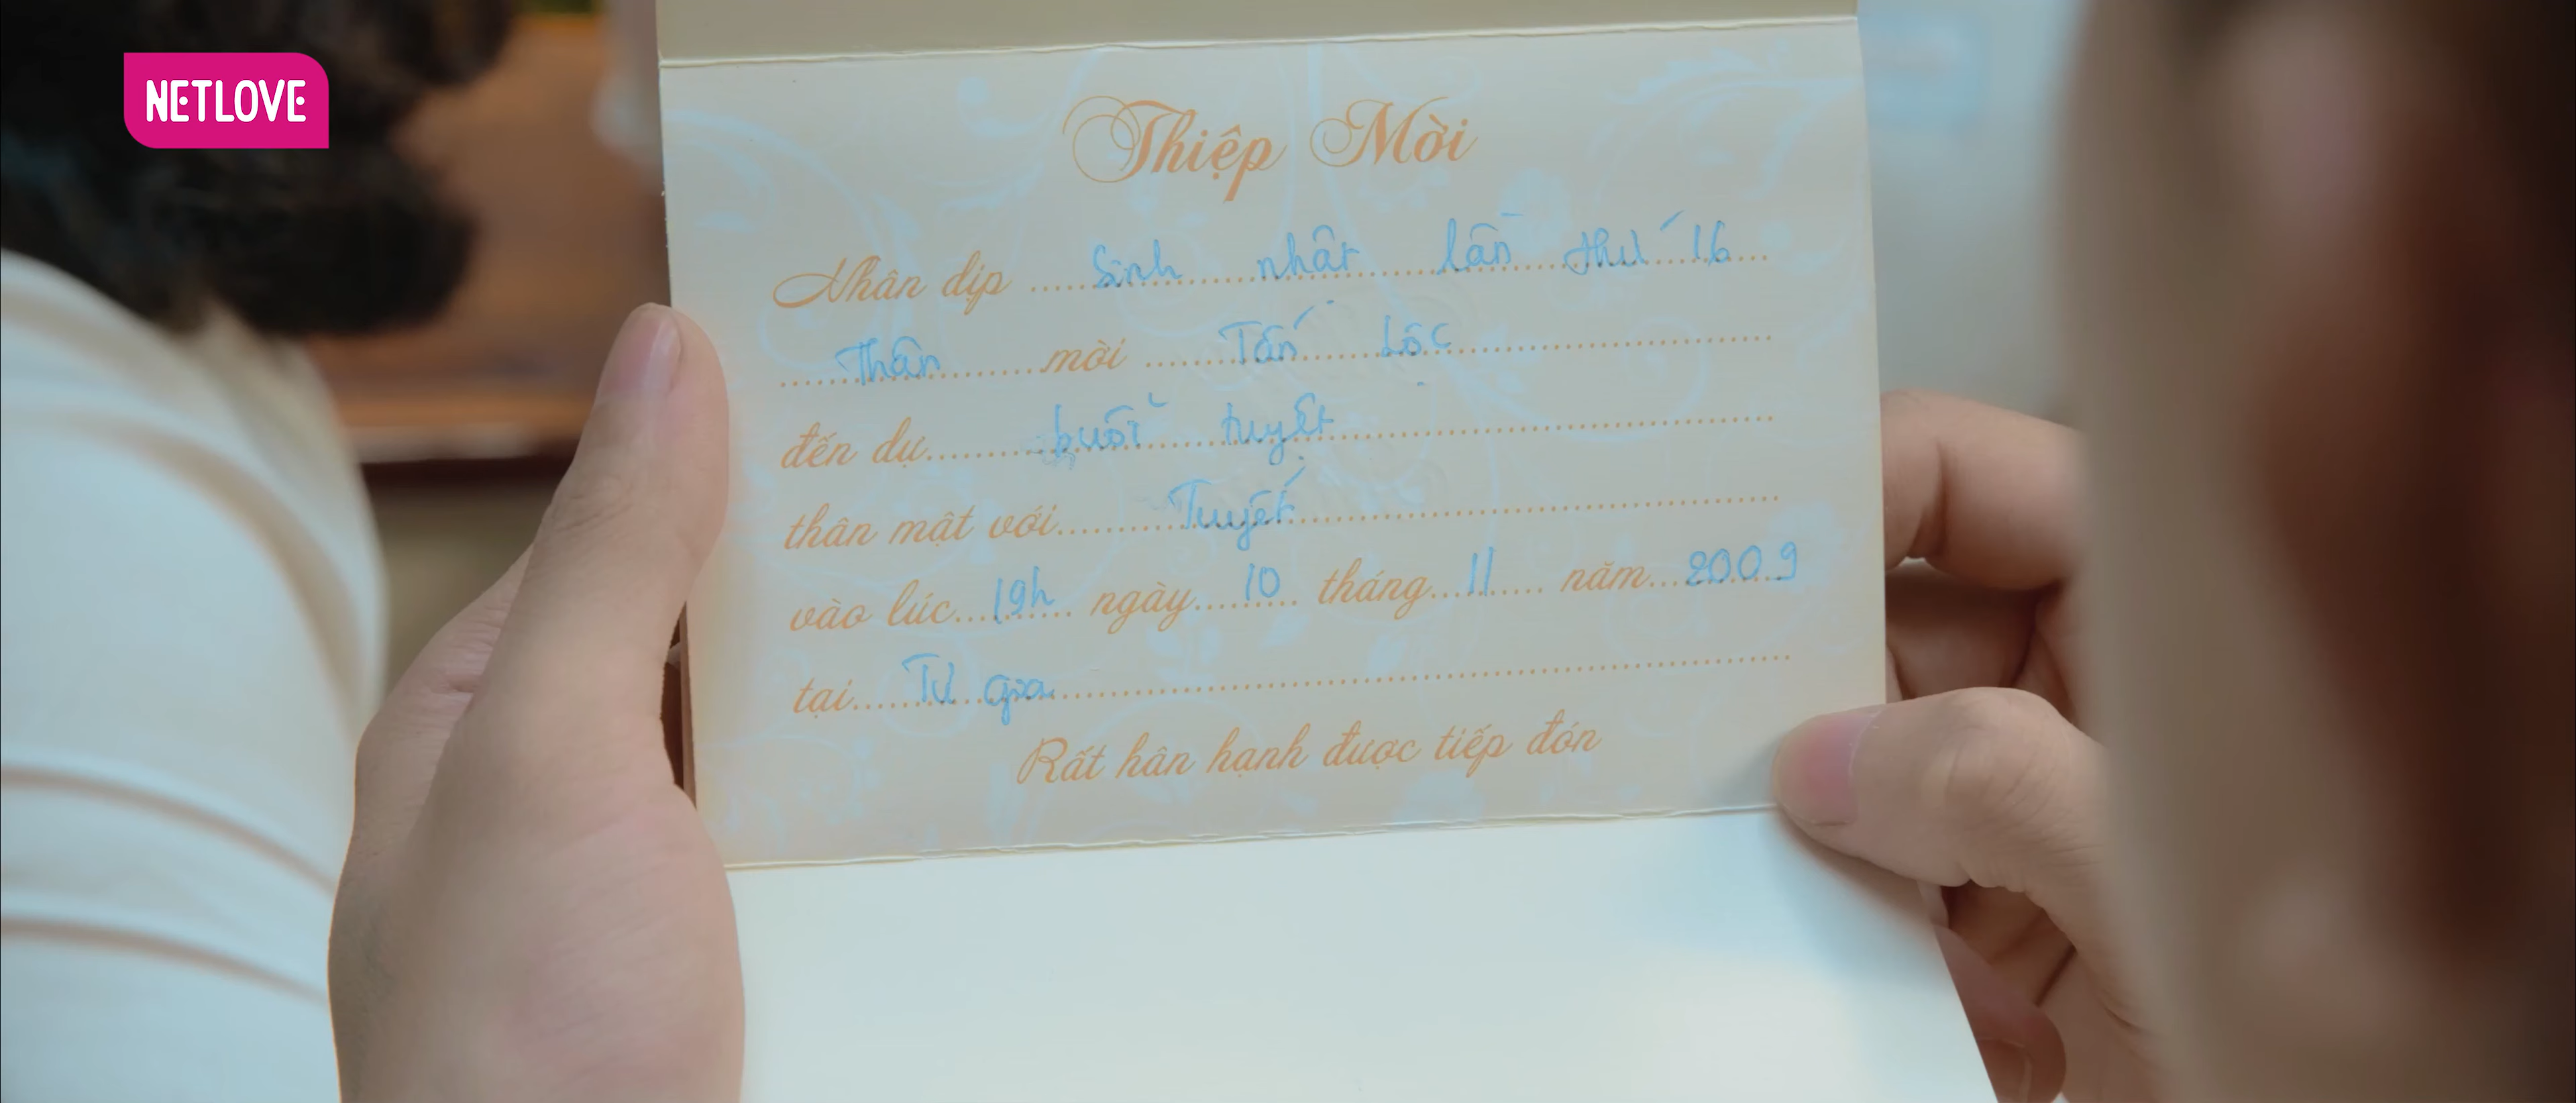 NETLOVE
Thiệp Mời
Nhân dịp ..... Sinh nhật lần thứ 16 ...
..... Thân ..... mời ..... Tấn Lộc .....
đến dự ..... buổi tuyệt .....
thân mật với ..... Tuyết .....
vào lúc ... 19h ... ngày ... 10 ... tháng ... 11 ... năm ... 2009
tại .... Tư gia .....
Rất hân hạnh được tiếp đón